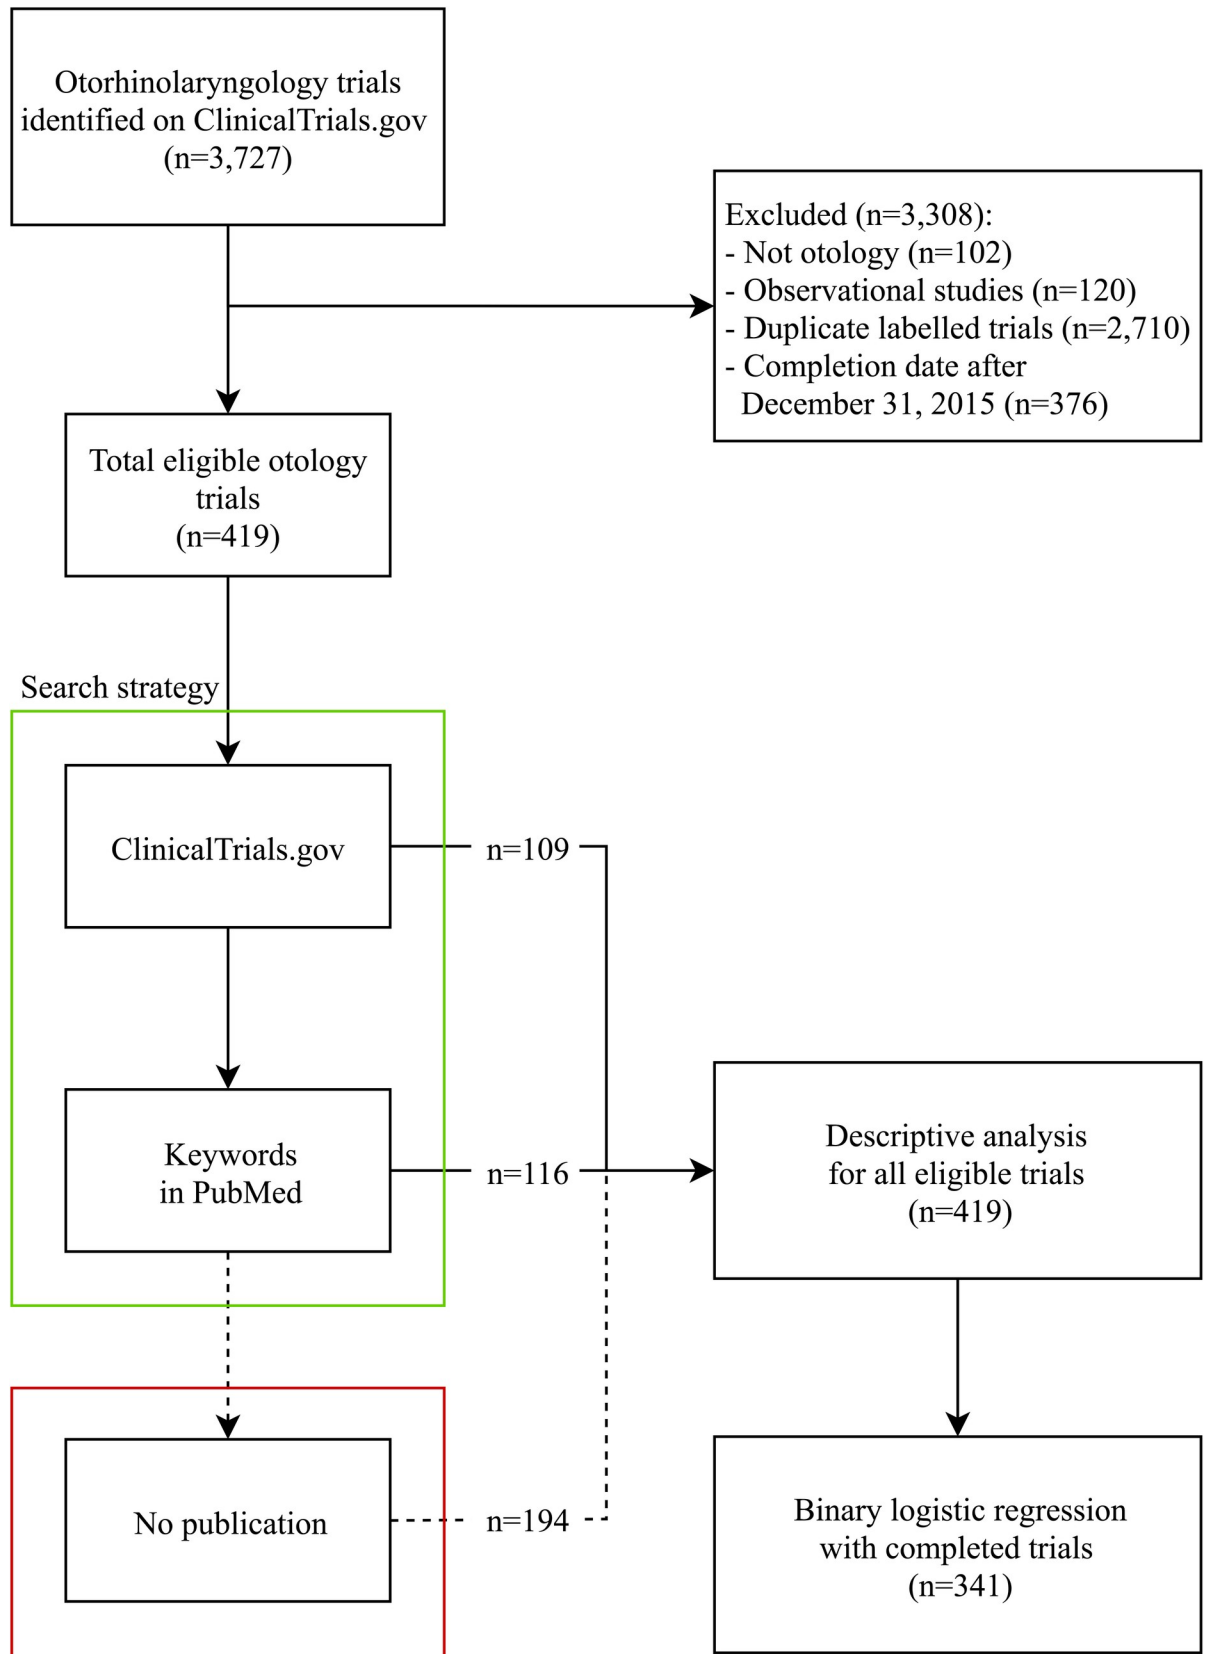 Otorhinolaryngology trials
identified on ClinicalTrials.gov
(n=3,727)
Excluded (n=3,308):
- Not otology (n=102)
- Observational studies (n=120)
- Duplicate labelled trials (n=2,710)
- Completion date after
December 31, 2015 (n=376)
Total eligible otology
trials
(n=419)
Search strategy
ClinicalTrials.gov
n=109
Keywords
in PubMed
n=116
Descriptive analysis
for all eligible trials
(n=419)
No publication
n=194
Binary logistic regression
with completed trials
(n=341)